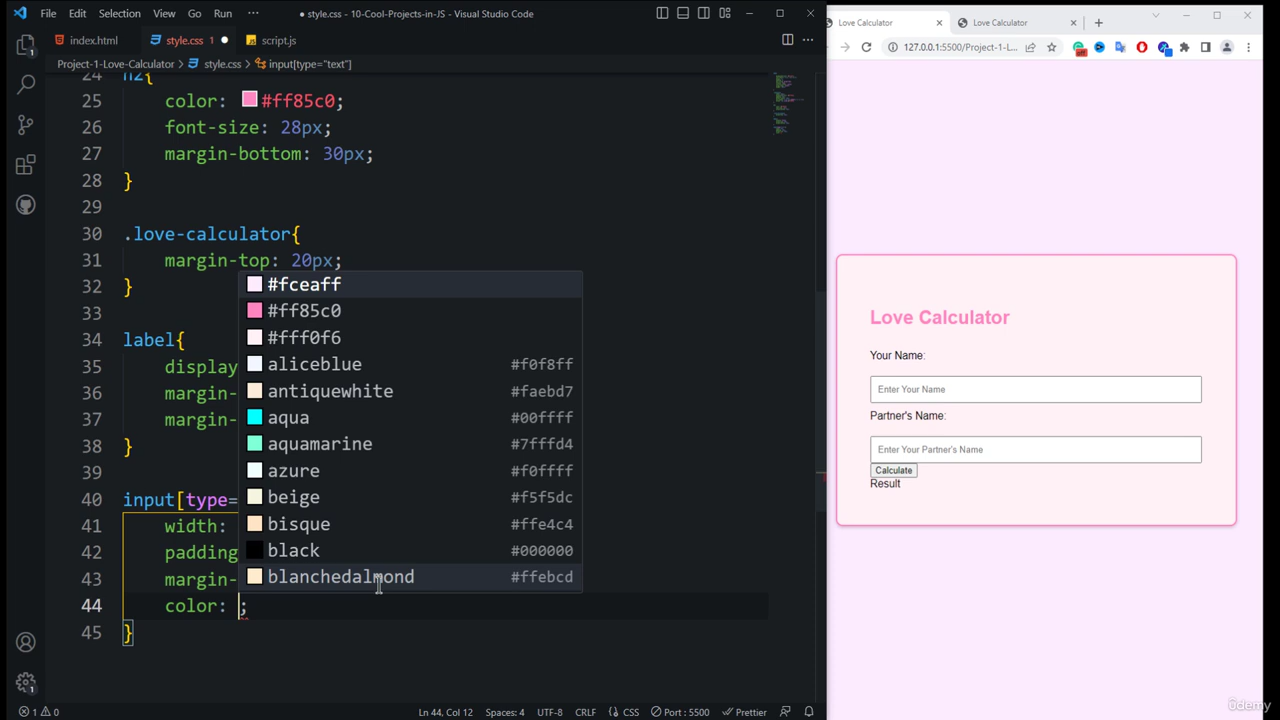 File Edit Selection View Go Run ··· ● style.css - 10-Cool-Projects-in-JS - Visual Studio Code
index.html style.css 1 ● script.js
Project-1-Love-Calculator > style.css > input[type="text"]
24 h2{
25 color: #ff85c0;
26 font-size: 28px;
27 margin-bottom: 30px;
28 }
29
30 .love-calculator{
31 margin-top: 20px;
32 }
33
34 label{
35 display
36 margin-
37 margin-
38 }
39
40 input[type=
41 width:
42 padding
43 margin-
44 color: ;
45 }
#fceaff
#ff85c0
#fff0f6
aliceblue #f0f8ff
antiquewhite #faebd7
aqua #00ffff
aquamarine #7fffd4
azure #f0ffff
beige #f5f5dc
bisque #ffe4c4
black #000000
blanchedalmond #ffebcd
1
1
1 0 Ln 44, Col 12 Spaces: 4 UTF-8 CRLF {} CSS Port : 5500 Prettier
Love Calculator Love Calculator
127.0.0.1:5500/Project-1-L...
off
Love Calculator
Your Name:
Enter Your Name
Partner's Name:
Enter Your Partner's Name
Calculate
Result
ûdemy